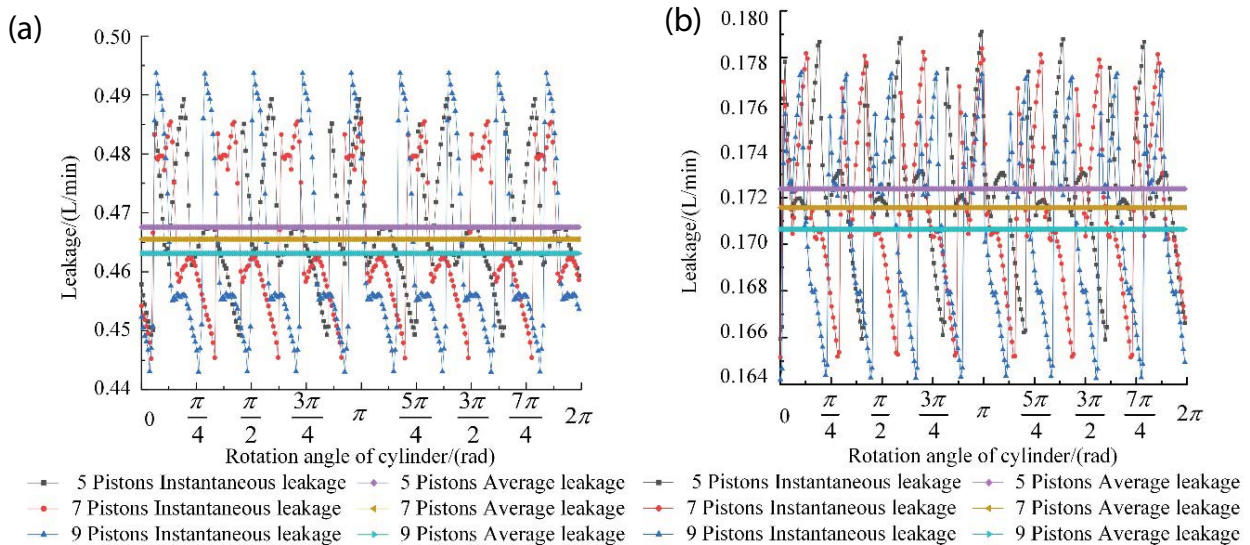 (a)
0.50
0.49
0.48
0.47
0.46
0.45
0.44
Leakage/(L/min)
0 π/4 π/2 3π/4 π 5π/4 3π/2 7π/4 2π
Rotation angle of cylinder/(rad)
5 Pistons Instantaneous leakage 5 Pistons Average leakage
7 Pistons Instantaneous leakage 7 Pistons Average leakage
9 Pistons Instantaneous leakage 9 Pistons Average leakage
(b)
0.180
0.178
0.176
0.174
0.172
0.170
0.168
0.166
0.164
Leakage/(L/min)
0 π/4 π/2 3π/4 π 5π/4 3π/2 7π/4 2π
Rotation angle of cylinder/(rad)
5 Pistons Instantaneous leakage 5 Pistons Average leakage
7 Pistons Instantaneous leakage 7 Pistons Average leakage
9 Pistons Instantaneous leakage 9 Pistons Average leakage